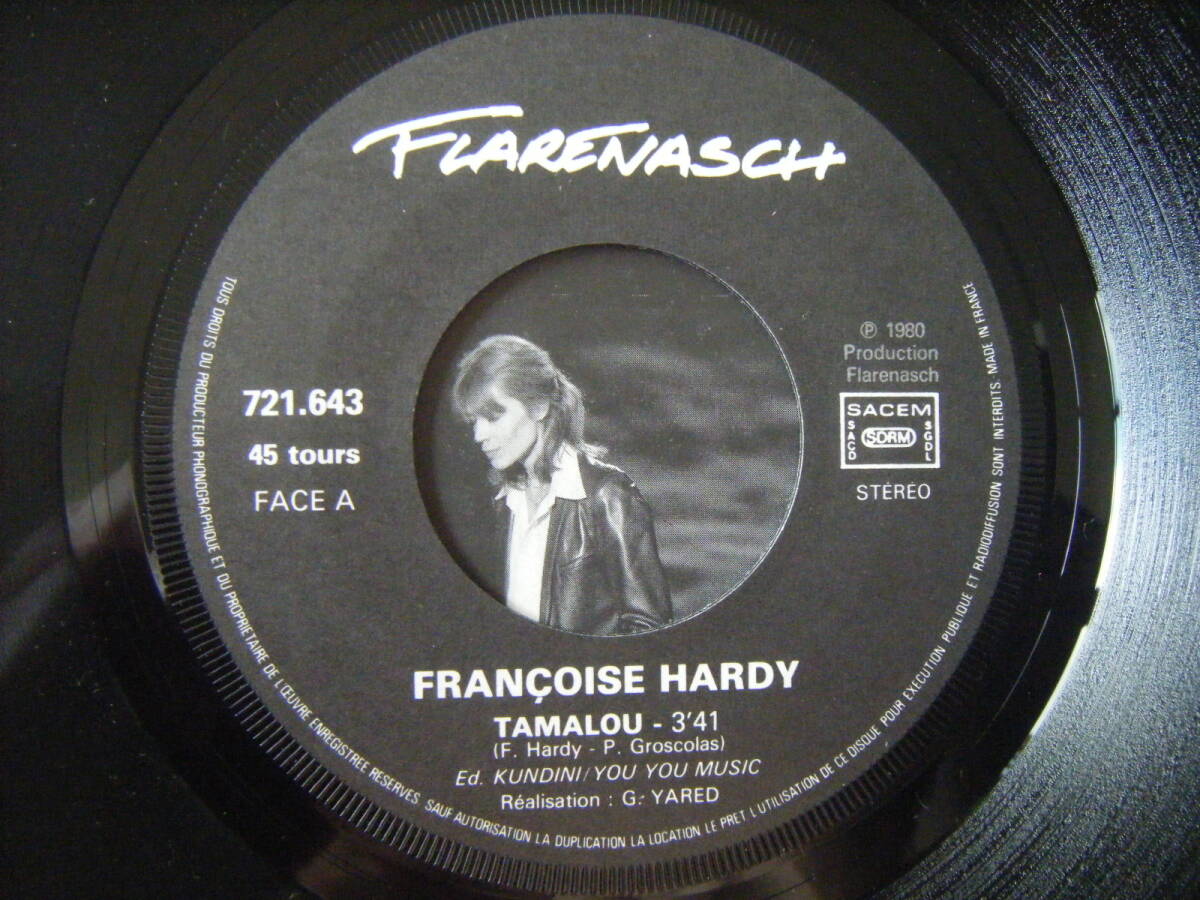 FLARENASCH
℗ 1980
Production
Flarenasch
721.643
45 tours
FACE A
SACEM
SACD
SDRM
SGDL
STÉRÉO
FRANÇOISE HARDY
TAMALOU - 3'41
(F. Hardy - P. Groscolas)
Ed. KUNDINI/YOU YOU MUSIC
Réalisation : G. YARED
TOUS DROITS DU PRODUCTEUR PHONOGRAPHIQUE ET DU PROPRIETAIRE DE L'ŒUVRE ENREGISTREE RESERVES SAUF AUTORISATION LA DUPLICATION LA LOCATION LE PRET L'UTILISATION DE CE DISQUE POUR EXECUTION PUBLIQUE ET RADIODIFFUSION SONT INTERDITS. MADE IN FRANCE